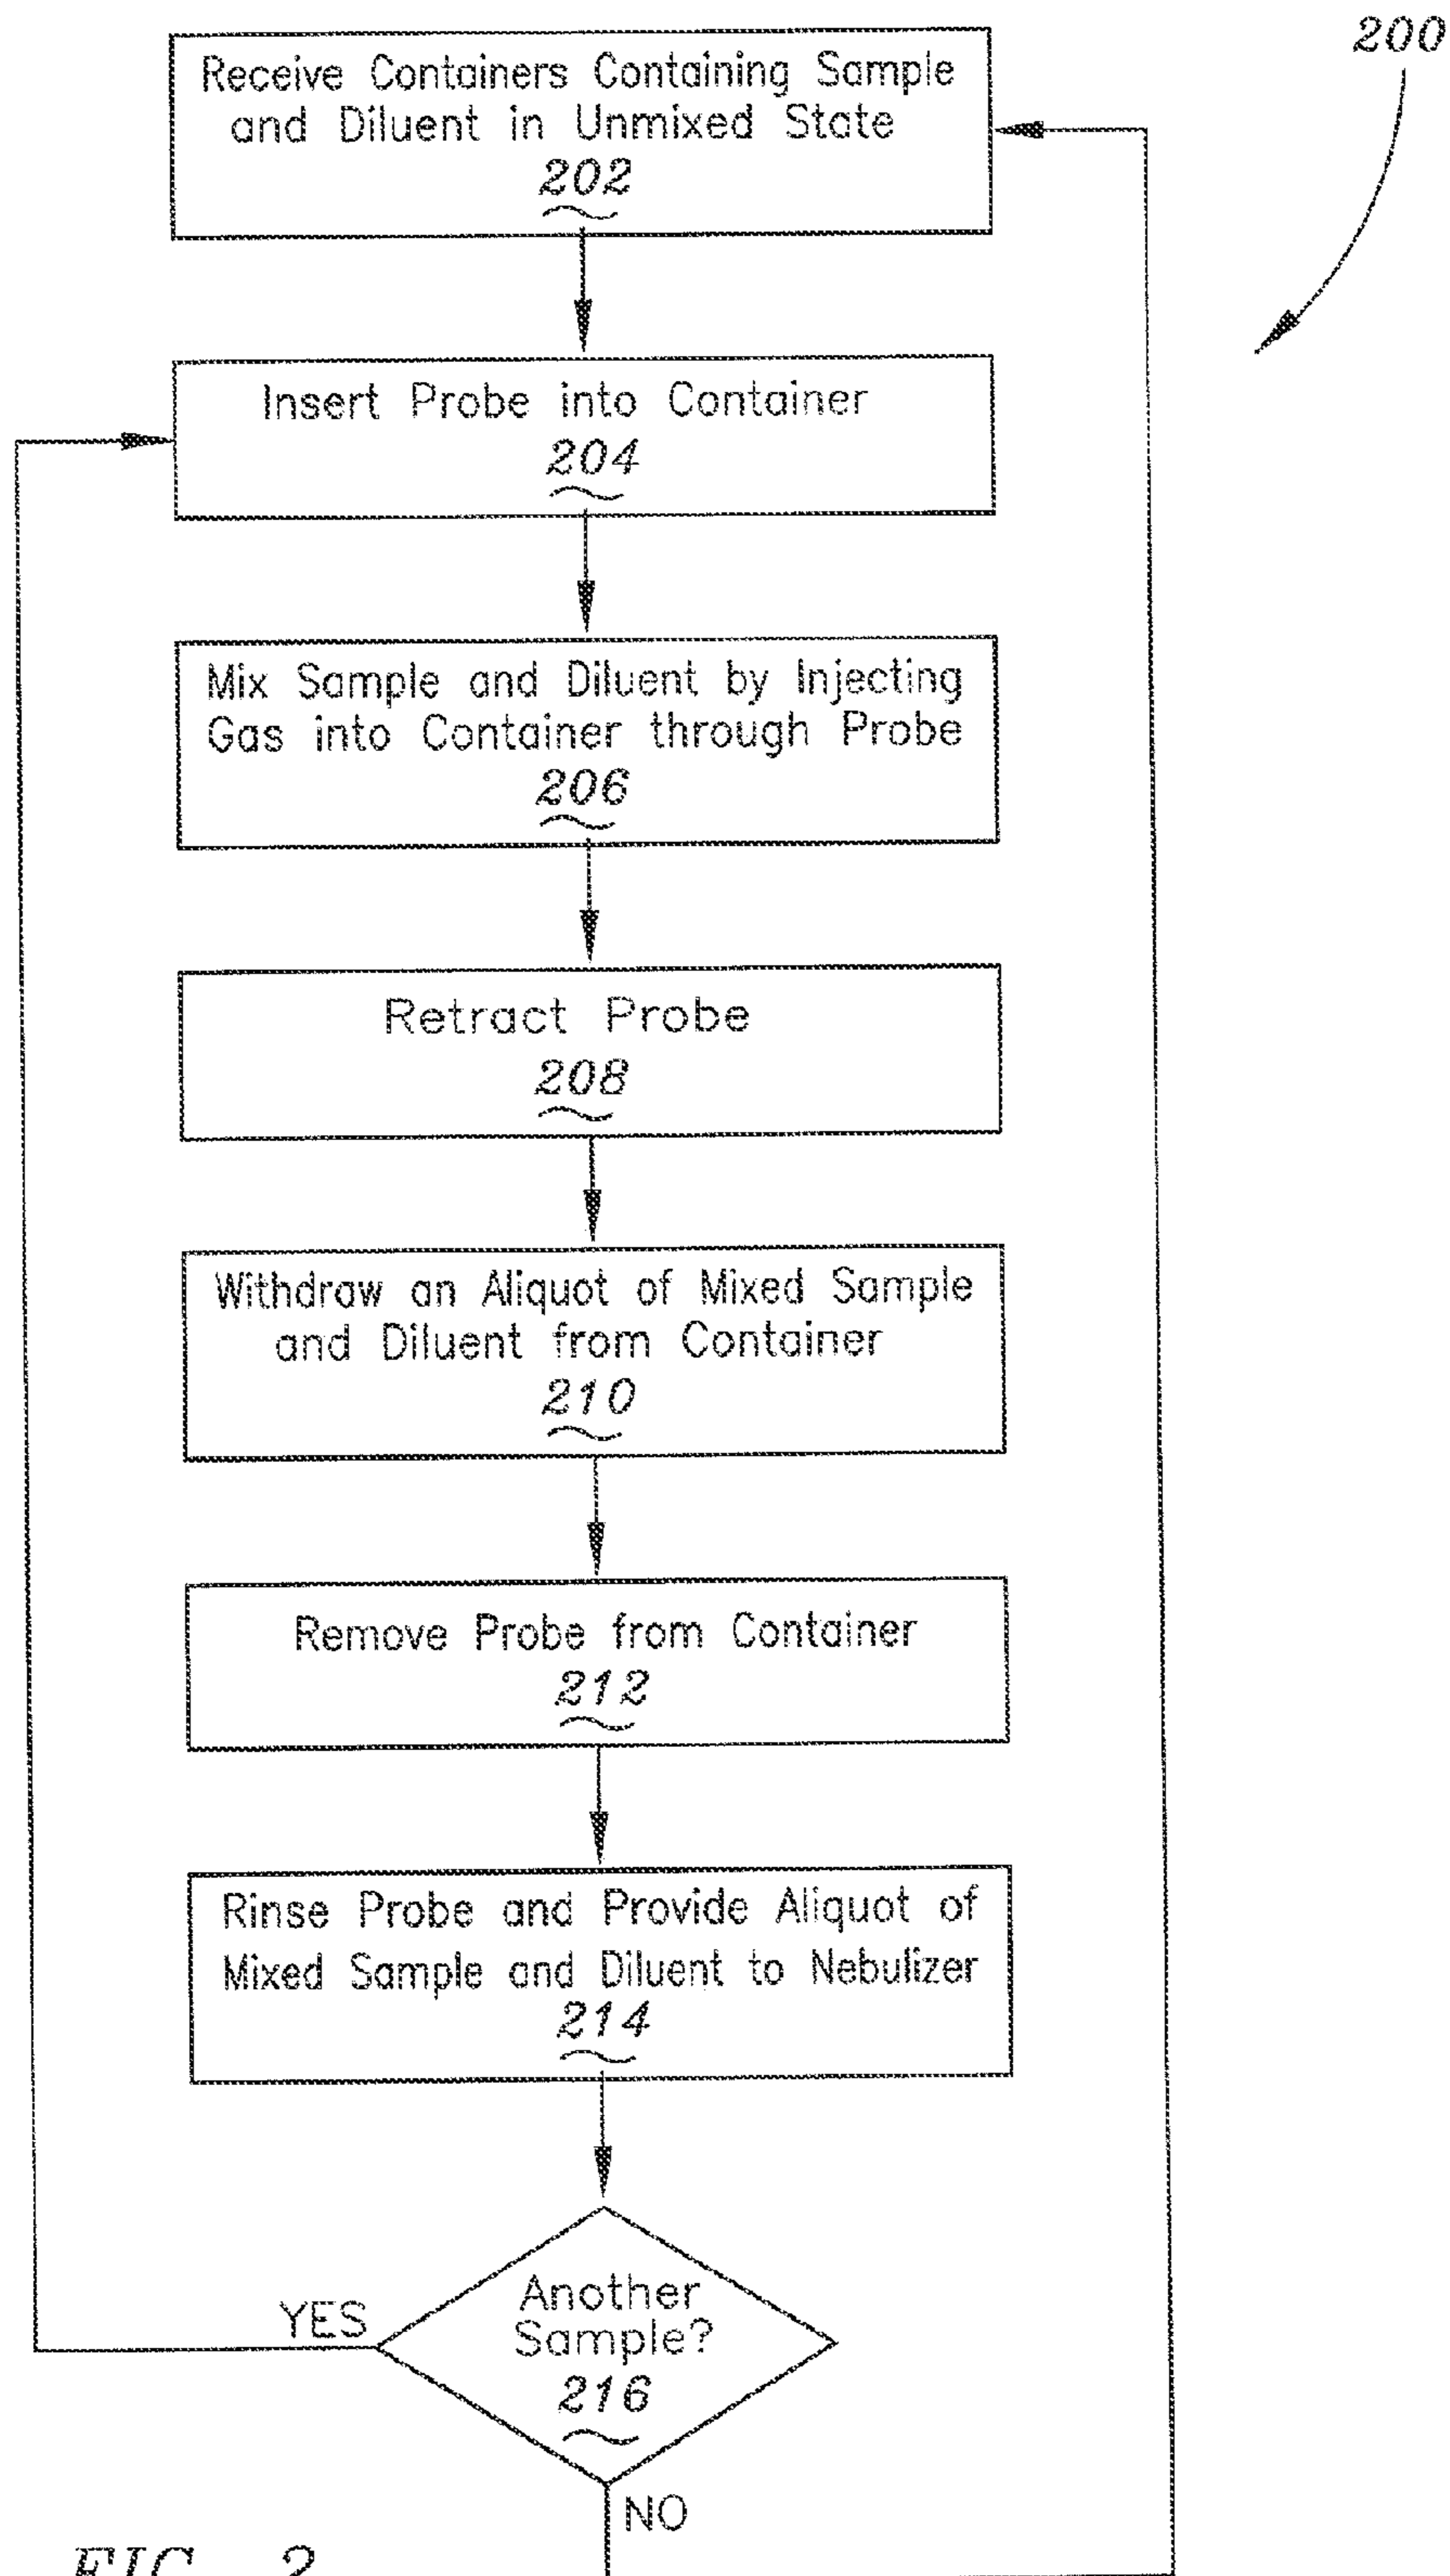 200
Receive Containers Containing Sample
and Diluent in Unmixed State
202
Insert Probe into Container
204
Mix Sample and Diluent by Injecting
Gas into Container through Probe
206
Retract Probe
208
Withdraw an Aliquot of Mixed Sample
and Diluent from Container
210
Remove Probe from Container
212
Rinse Probe and Provide Aliquot of
Mixed Sample and Diluent to Nebulizer
214
Another
Sample?
216
YES
NO
FIG. 2